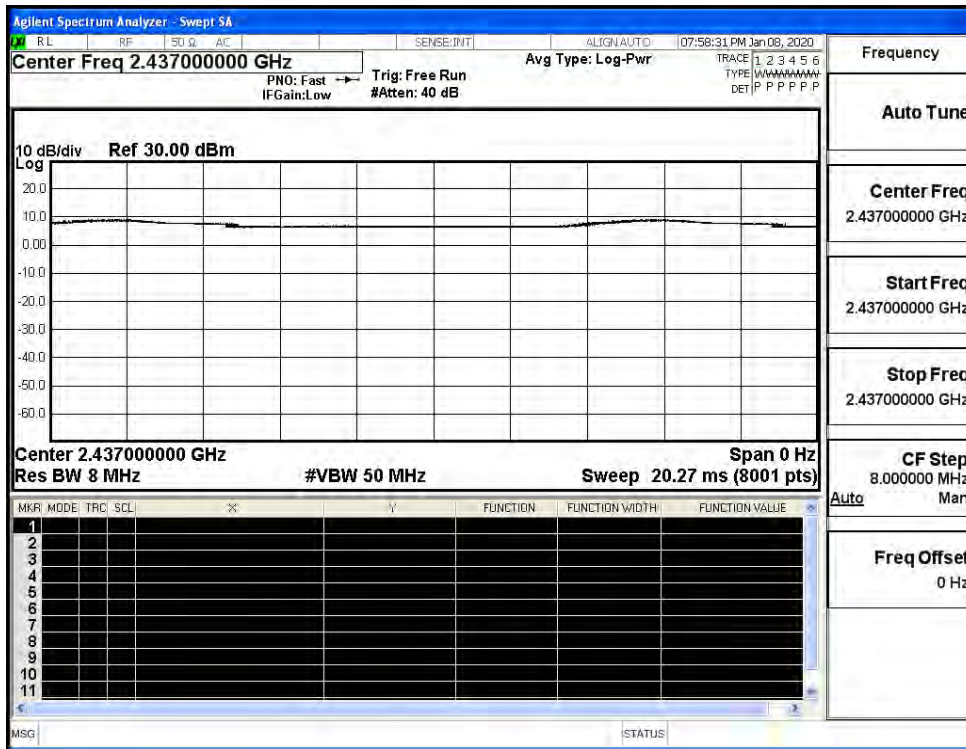 Agilent Spectrum Analyzer - Swept SA
LXI RL RF 50 Ω AC SENSE:INT ALIGN AUTO 07:58:31 PM Jan 08, 2020
Center Freq 2.437000000 GHz
PNO: Fast
IFGain:Low
Trig: Free Run
#Atten: 40 dB
Avg Type: Log-Pwr
TRACE 1 2 3 4 5 6
TYPE WWWWWW
DET P P P P P P
10 dB/div Ref 30.00 dBm
Log
20.0
10.0
0.00
-10.0
-20.0
-30.0
-40.0
-50.0
-60.0
Center 2.437000000 GHz Span 0 Hz
Res BW 8 MHz #VBW 50 MHz Sweep 20.27 ms (8001 pts)
MKR MODE TRC SCL X Y FUNCTION FUNCTION WIDTH FUNCTION VALUE
1
2
3
4
5
6
7
8
9
10
11
MSG STATUS
Frequency
Auto Tune
Center Freq
2.437000000 GHz
Start Freq
2.437000000 GHz
Stop Freq
2.437000000 GHz
CF Step
8.000000 MHz
Auto Man
Freq Offset
0 Hz